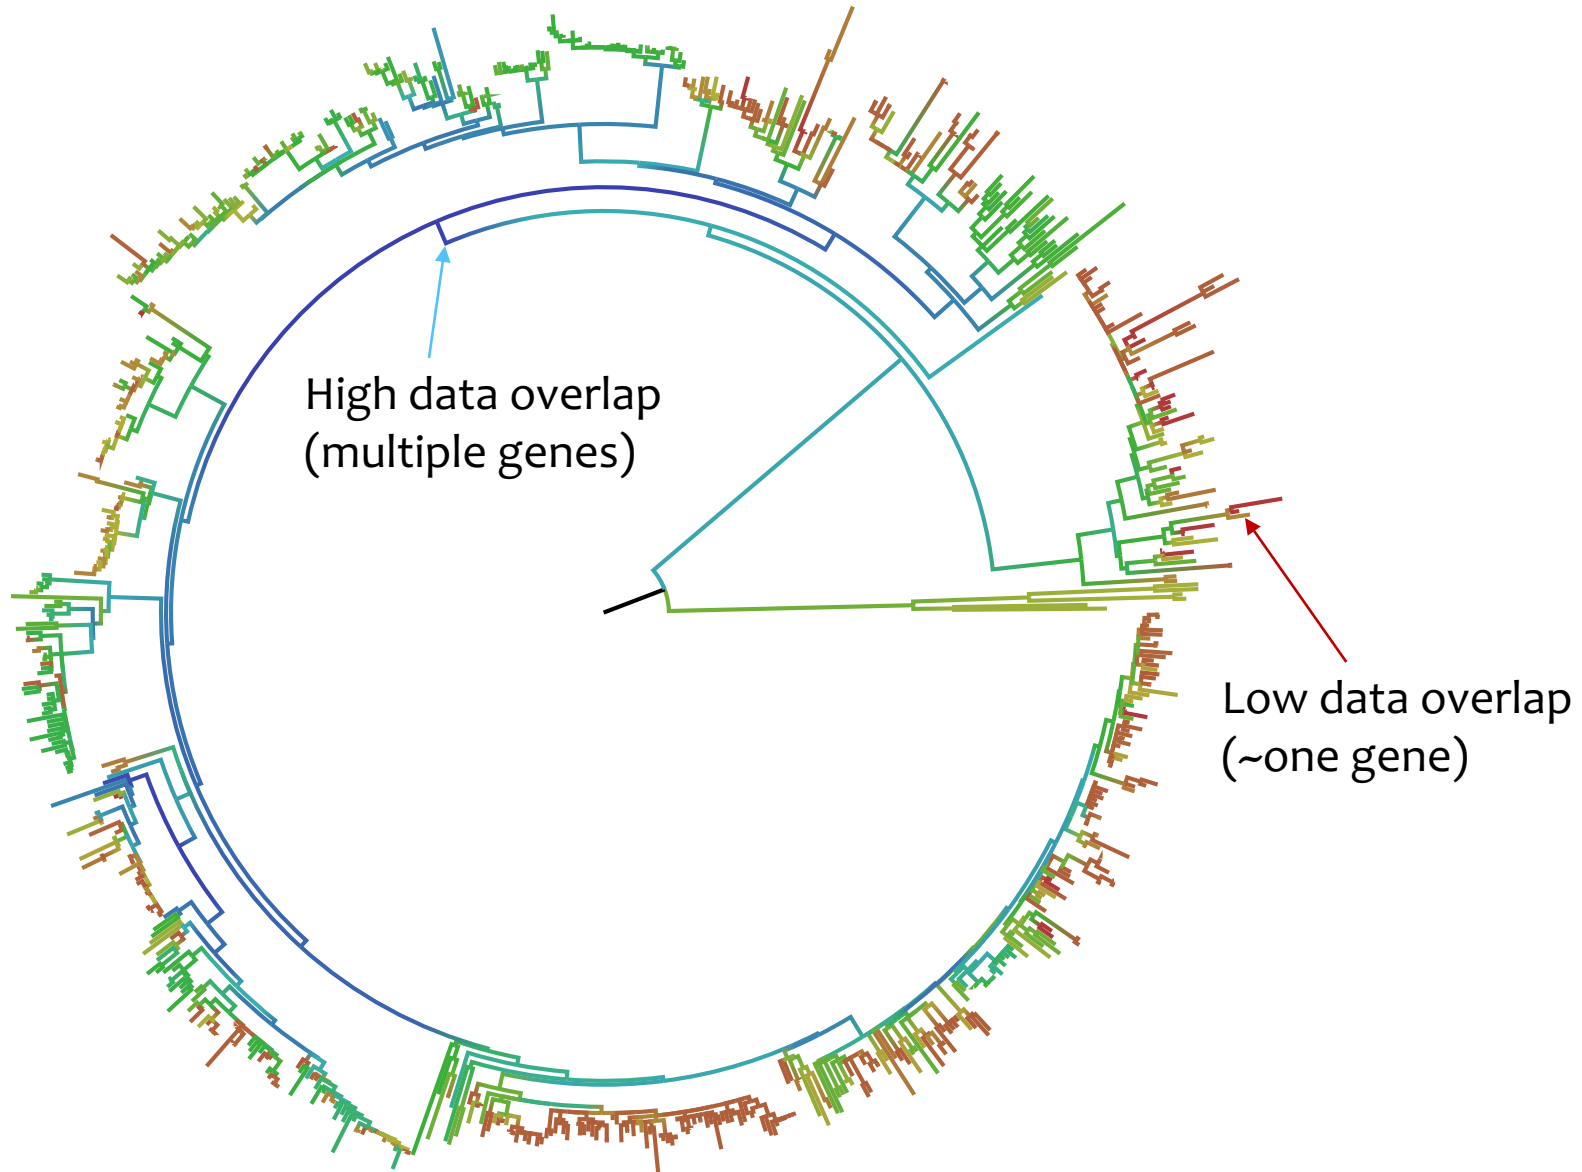 High data overlap
(multiple genes)
Low data overlap
(~one gene)